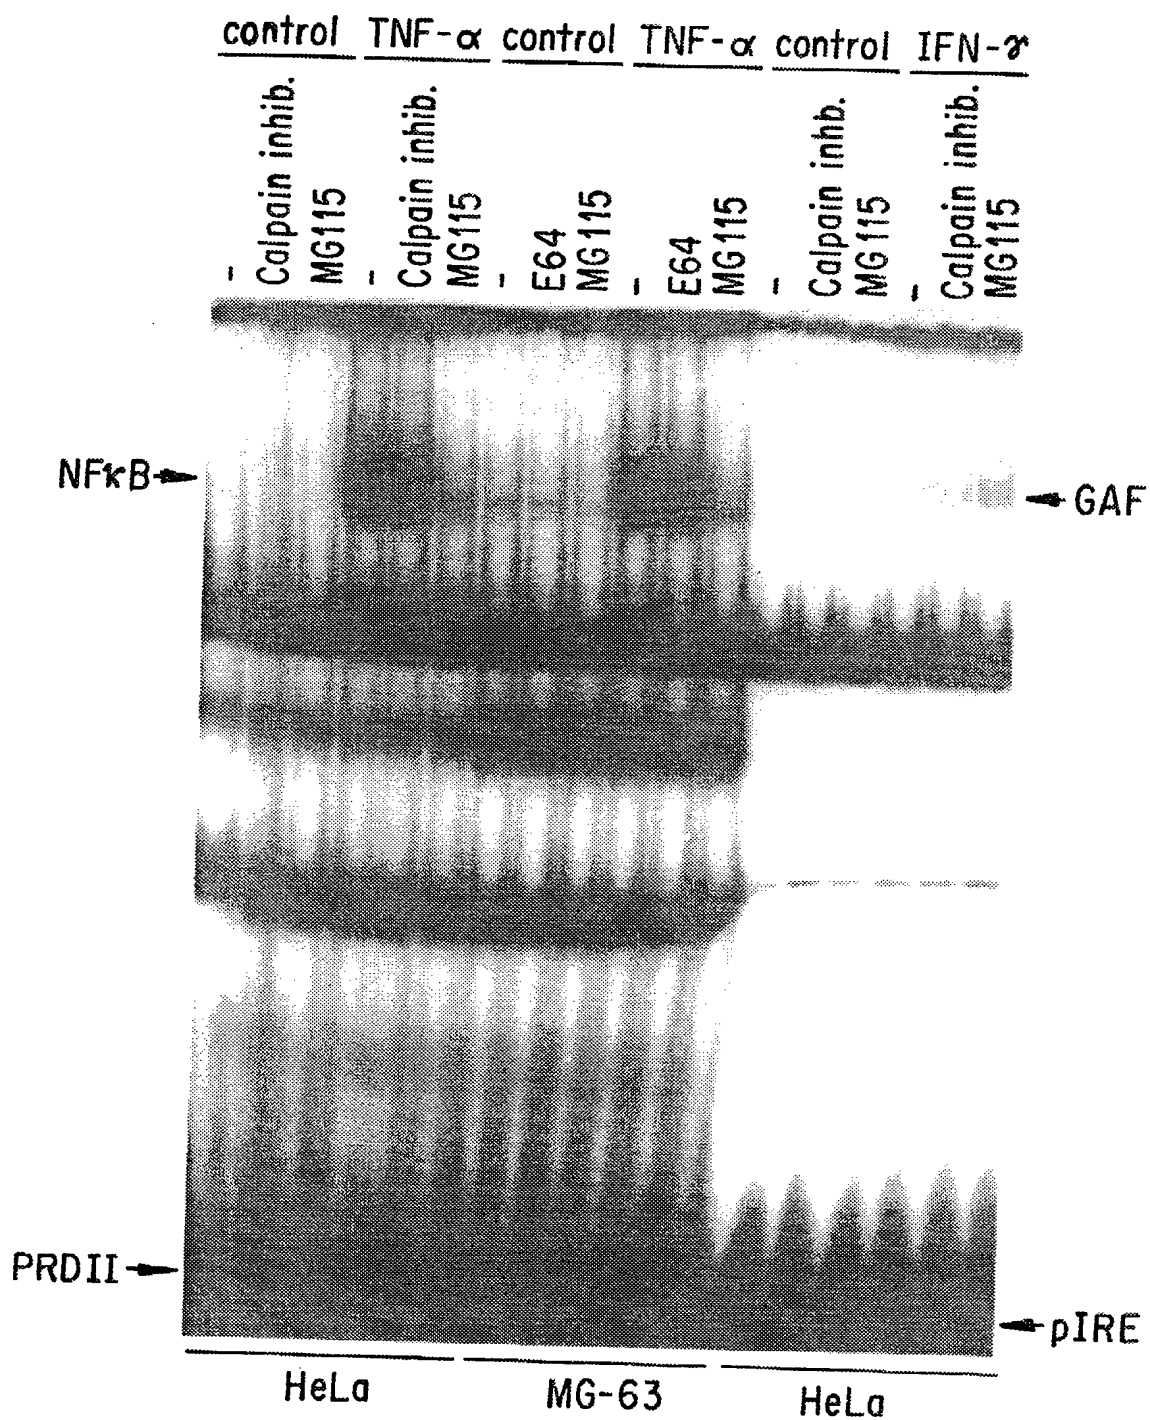 control TNF-α control TNF-α control IFN-γ
- Calpain inhib. MG115 - Calpain inhib. MG115 - E64 MG115 - E64 MG115 - Calpain inhb. MG115 - Calpain inhib. MG115
NFκB
GAF
PRDII
pIRE
HeLa MG-63 HeLa